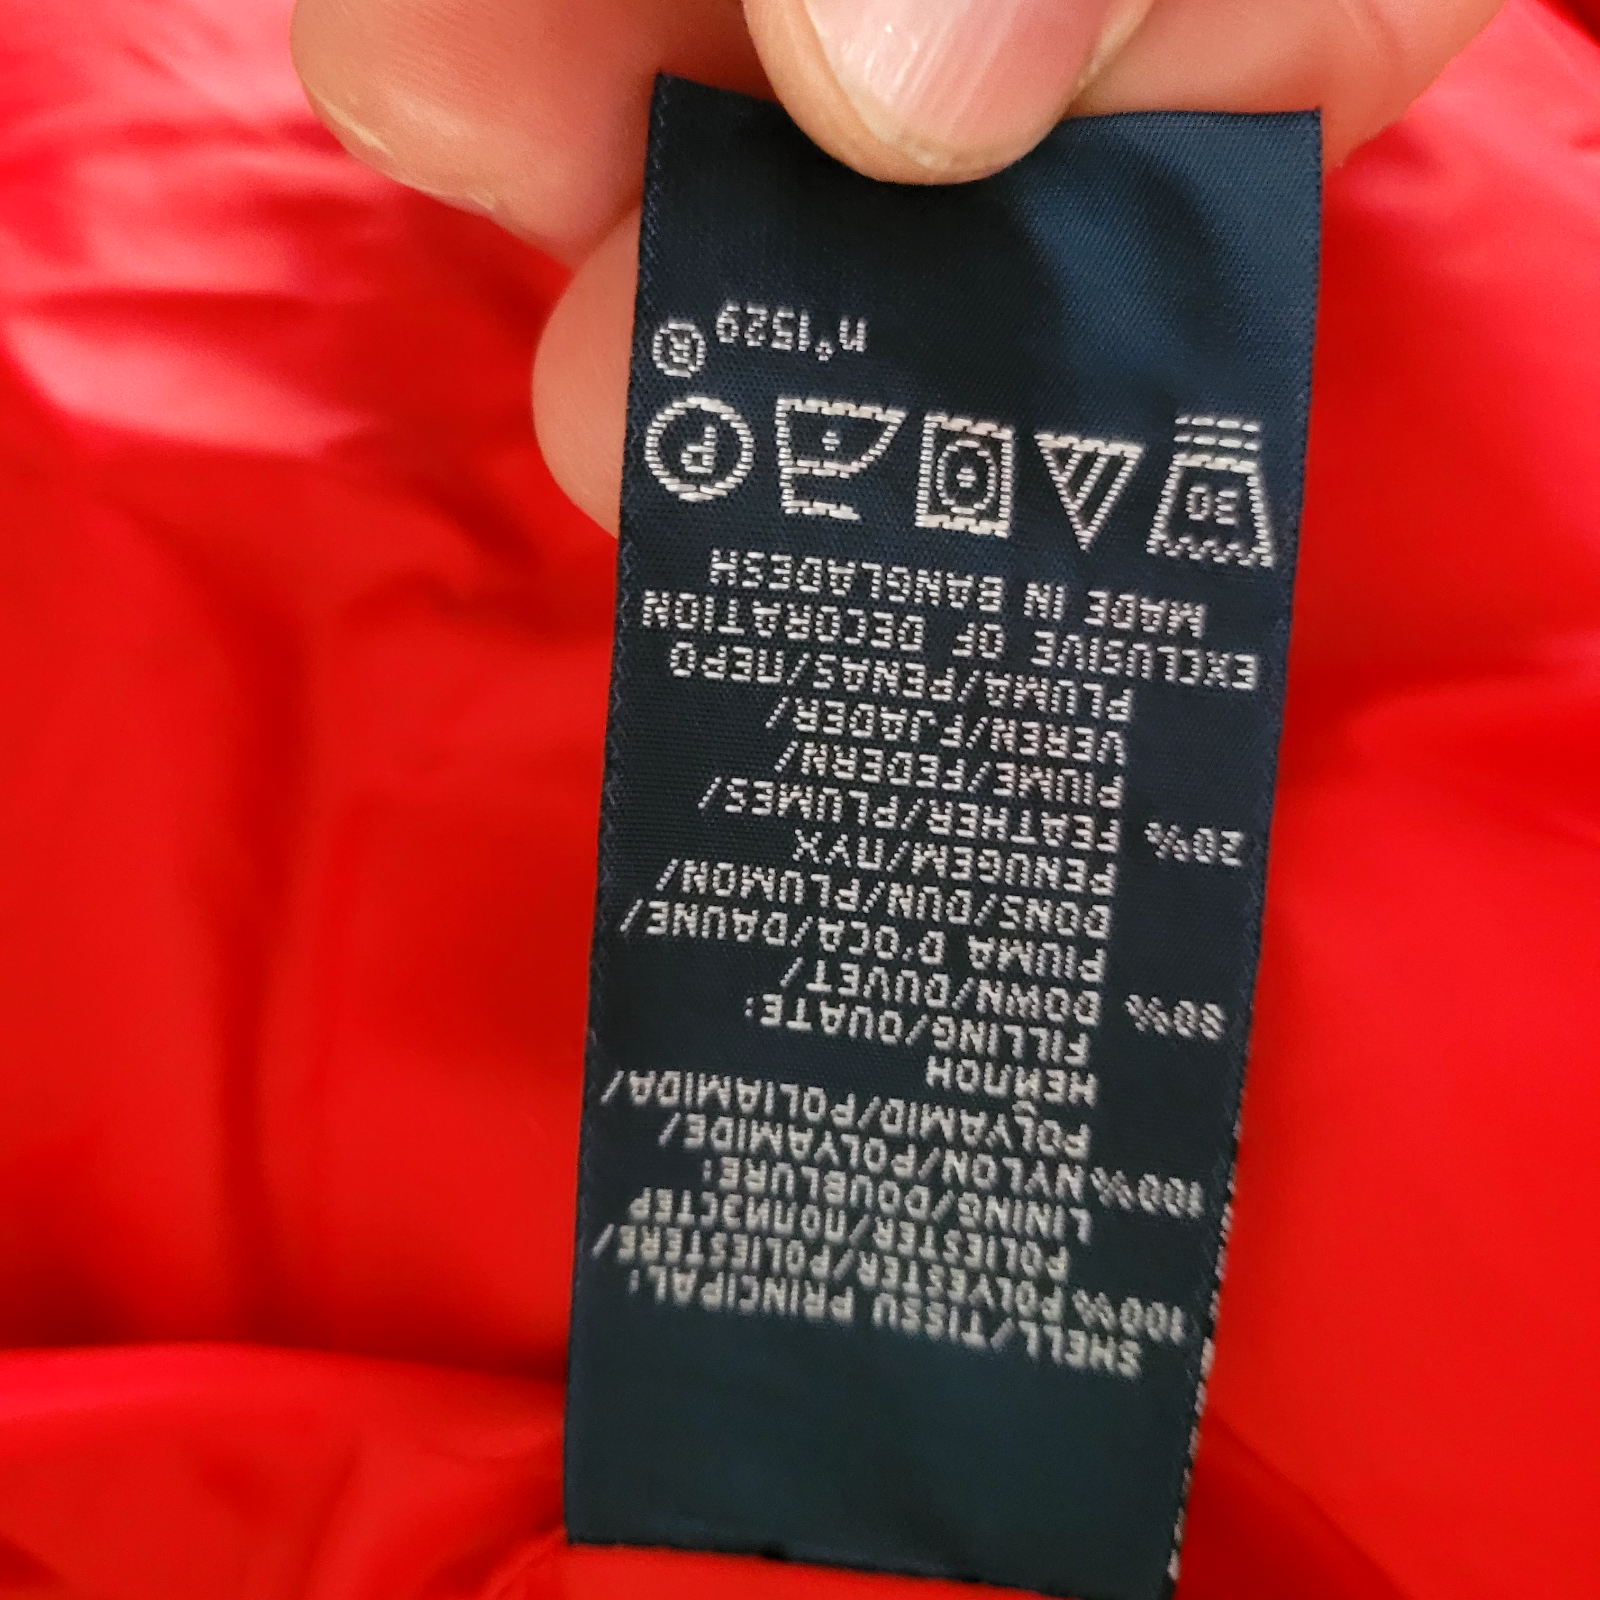 SHELL/TISSU PRINCIPAL:
100% POLYESTER/POLIESTERE/
POLIESTER/ПОЛИЭСТЕР
LINING/DOUBLURE:
100% NYLON/POLYAMIDE/
POLYAMID/POLIAMIDA/
НЕЙЛОН
FILLING/OUATE:
80% DOWN/DUVET/
PIUMA D'OCA/DAUNE/
DONS/DUN/PLUMON/
PENUGEM/ПУХ
20% FEATHER/PLUMES/
PIUME/FEDERN/
VEREN/FJADER/
PLUMA/PENAS/ПЕРО
EXCLUSIVE OF DECORATION
MADE IN BANGLADESH
30 P
n°1529 ®